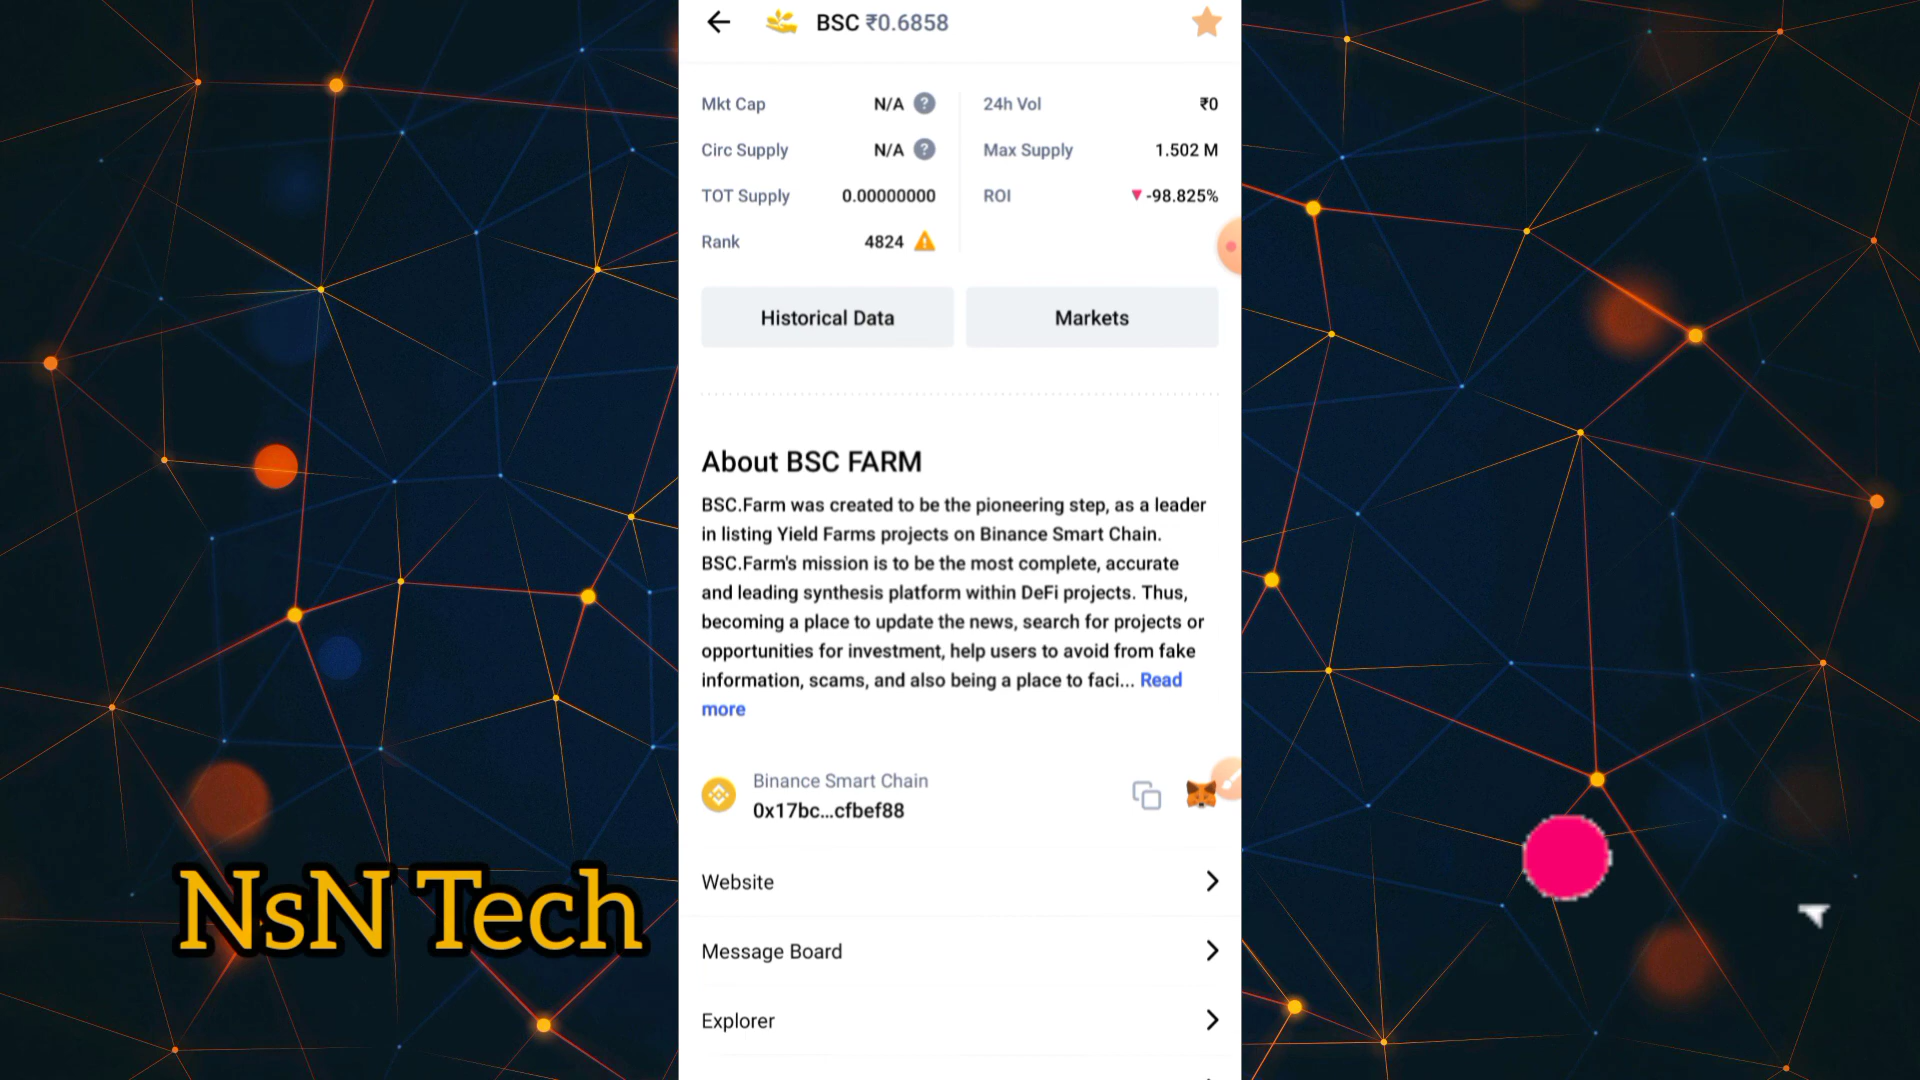 BSC ₹0.6858
Mkt Cap N/A ?
24h Vol ₹0
Circ Supply N/A ?
Max Supply 1.502 M
TOT Supply 0.00000000
ROI ▼ -98.825%
Rank 4824
Historical Data
Markets
About BSC FARM
BSC.Farm was created to be the pioneering step, as a leader
in listing Yield Farms projects on Binance Smart Chain.
BSC.Farm's mission is to be the most complete, accurate
and leading synthesis platform within DeFi projects. Thus,
becoming a place to update the news, search for projects or
opportunities for investment, help users to avoid from fake
information, scams, and also being a place to faci... Read
more
Binance Smart Chain
0x17bc...cfbef88
Website
Message Board
Explorer
NsN Tech